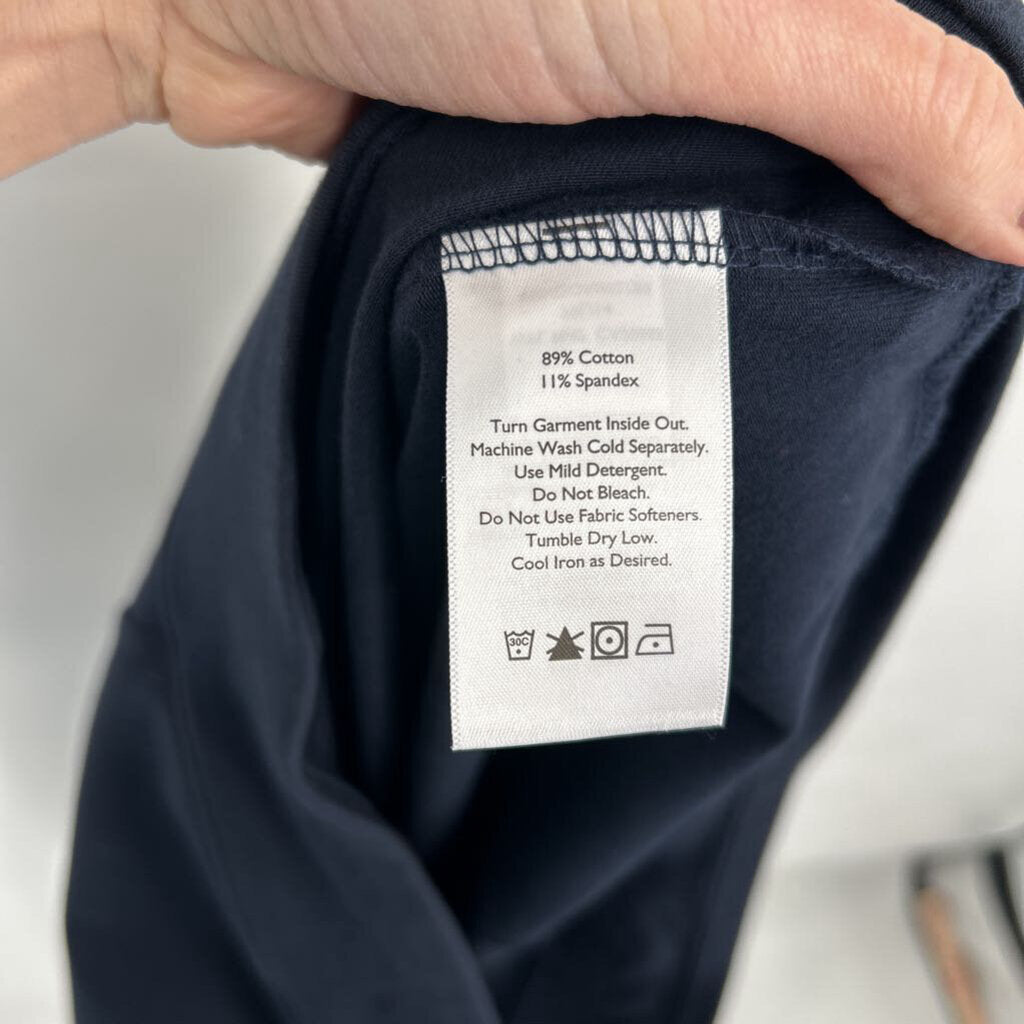 89% Cotton
11% Spandex
Turn Garment Inside Out.
Machine Wash Cold Separately.
Use Mild Detergent.
Do Not Bleach.
Do Not Use Fabric Softeners.
Tumble Dry Low.
Cool Iron as Desired.
30C